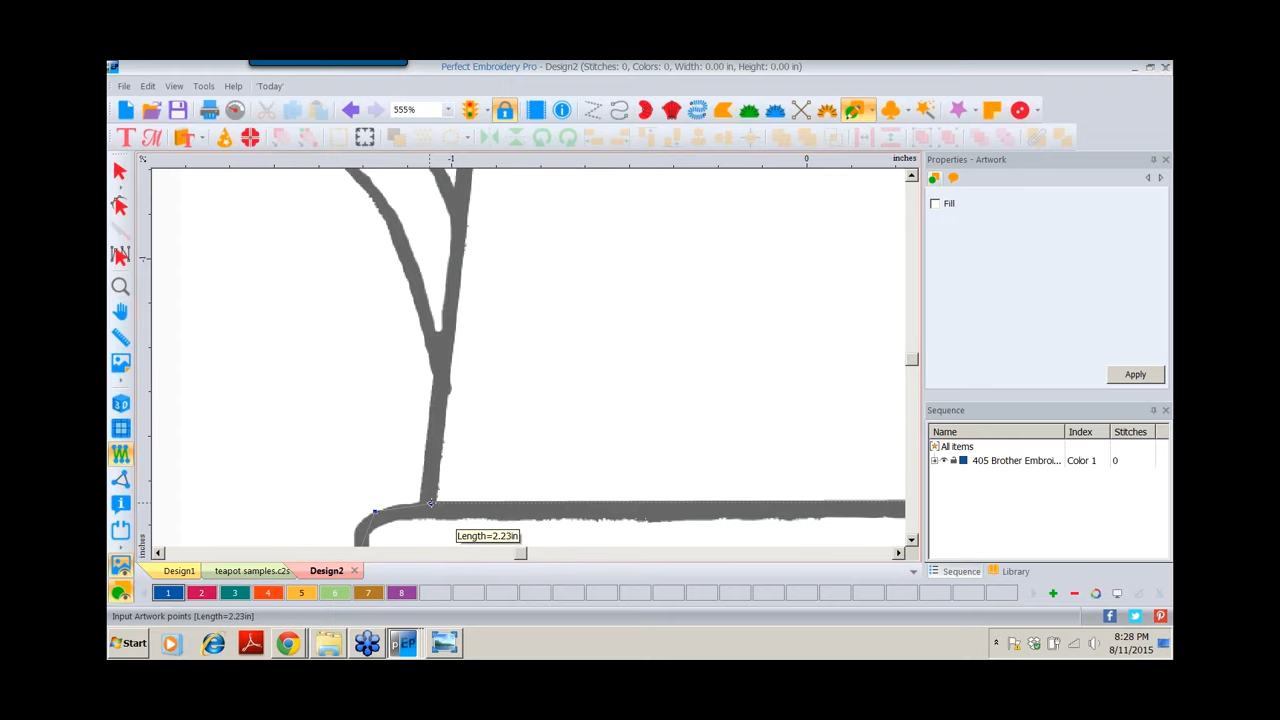 Perfect Embroidery Pro - Design2 (Stitches: 0, Colors: 0, Width: 0.00 in, Height: 0.00 in)
File Edit View Tools Help 'Today'
555%
-1 0 inches
Properties - Artwork
Fill
Apply
Sequence
Name Index Stitches
All items
405 Brother Embroi... Color 1 0
Length=2.23in
inches
Design1 teapot samples.c2s Design2
Sequence Library
1 2 3 4 5 6 7 8
Input Artwork points [Length=2.23in]
Start
8:28 PM
8/11/2015